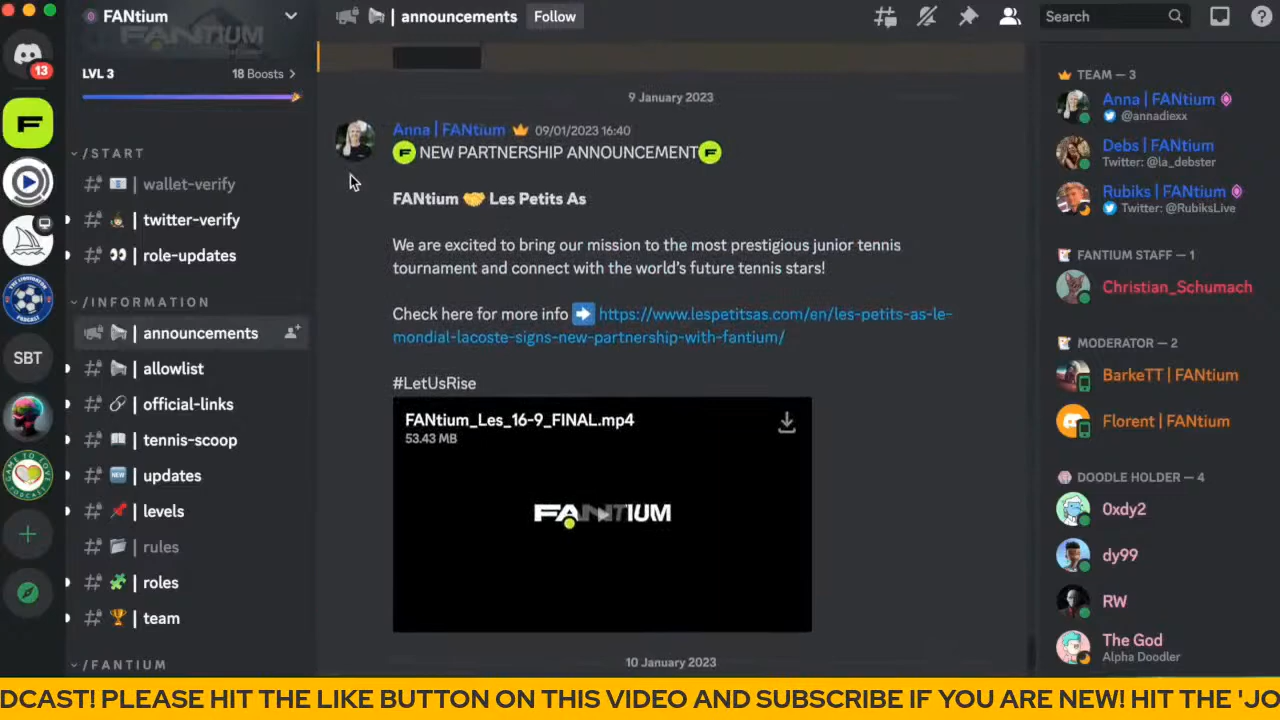 FANtium
| announcements
Follow
Search
13
LVL 3
18 Boosts
/START
| wallet-verify
| twitter-verify
| role-updates
/INFORMATION
| announcements
| allowlist
| official-links
| tennis-scoop
| updates
| levels
| rules
| roles
| team
/FANTIUM
SBT
9 January 2023
Anna | FANtium 09/01/2023 16:40
NEW PARTNERSHIP ANNOUNCEMENT
FANtium 🤝 Les Petits As
We are excited to bring our mission to the most prestigious junior tennis
tournament and connect with the world's future tennis stars!
Check here for more info ➡️ https://www.lespetitsas.com/en/les-petits-as-le-
mondial-lacoste-signs-new-partnership-with-fantium/
#LetUsRise
FANtium_Les_16-9_FINAL.mp4
53.43 MB
FANTIUM
10 January 2023
TEAM — 3
Anna | FANtium
@annadiexx
Debs | FANtium
Twitter: @la_debster
Rubiks | FANtium
Twitter: @RubiksLive
FANTIUM STAFF — 1
Christian_Schumach
MODERATOR — 2
BarkeTT | FANtium
Florent | FANtium
DOODLE HOLDER — 4
0xdy2
dy99
RW
The God
Alpha Doodler
DCAST! PLEASE HIT THE LIKE BUTTON ON THIS VIDEO AND SUBSCRIBE IF YOU ARE NEW! HIT THE 'JO